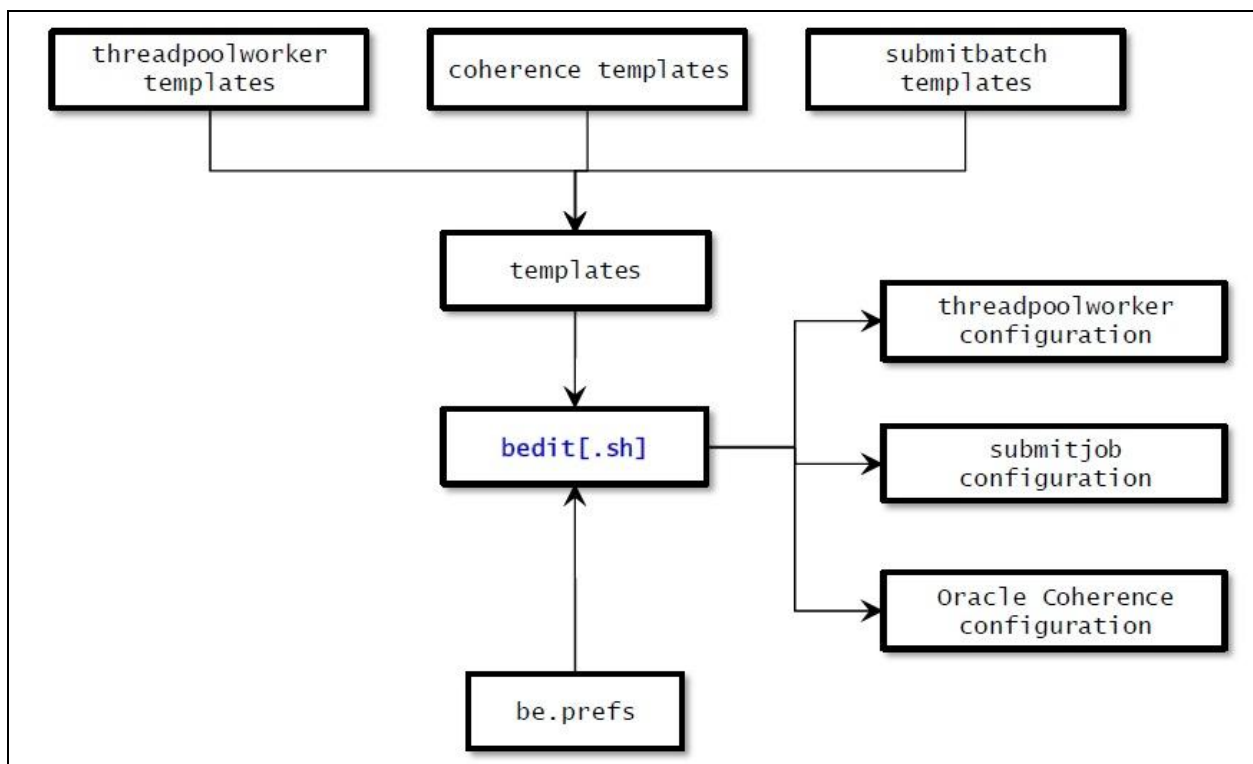 threadpoolworker
templates
coherence templates
submitbatch
templates
templates
threadpoolworker
configuration
bedit[.sh]
submitjob
configuration
Oracle Coherence
configuration
be.prefs